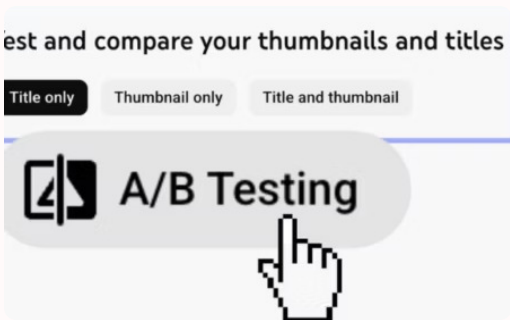 est and compare your thumbnails and titles
Title only Thumbnail only Title and thumbnail
A/B Testing